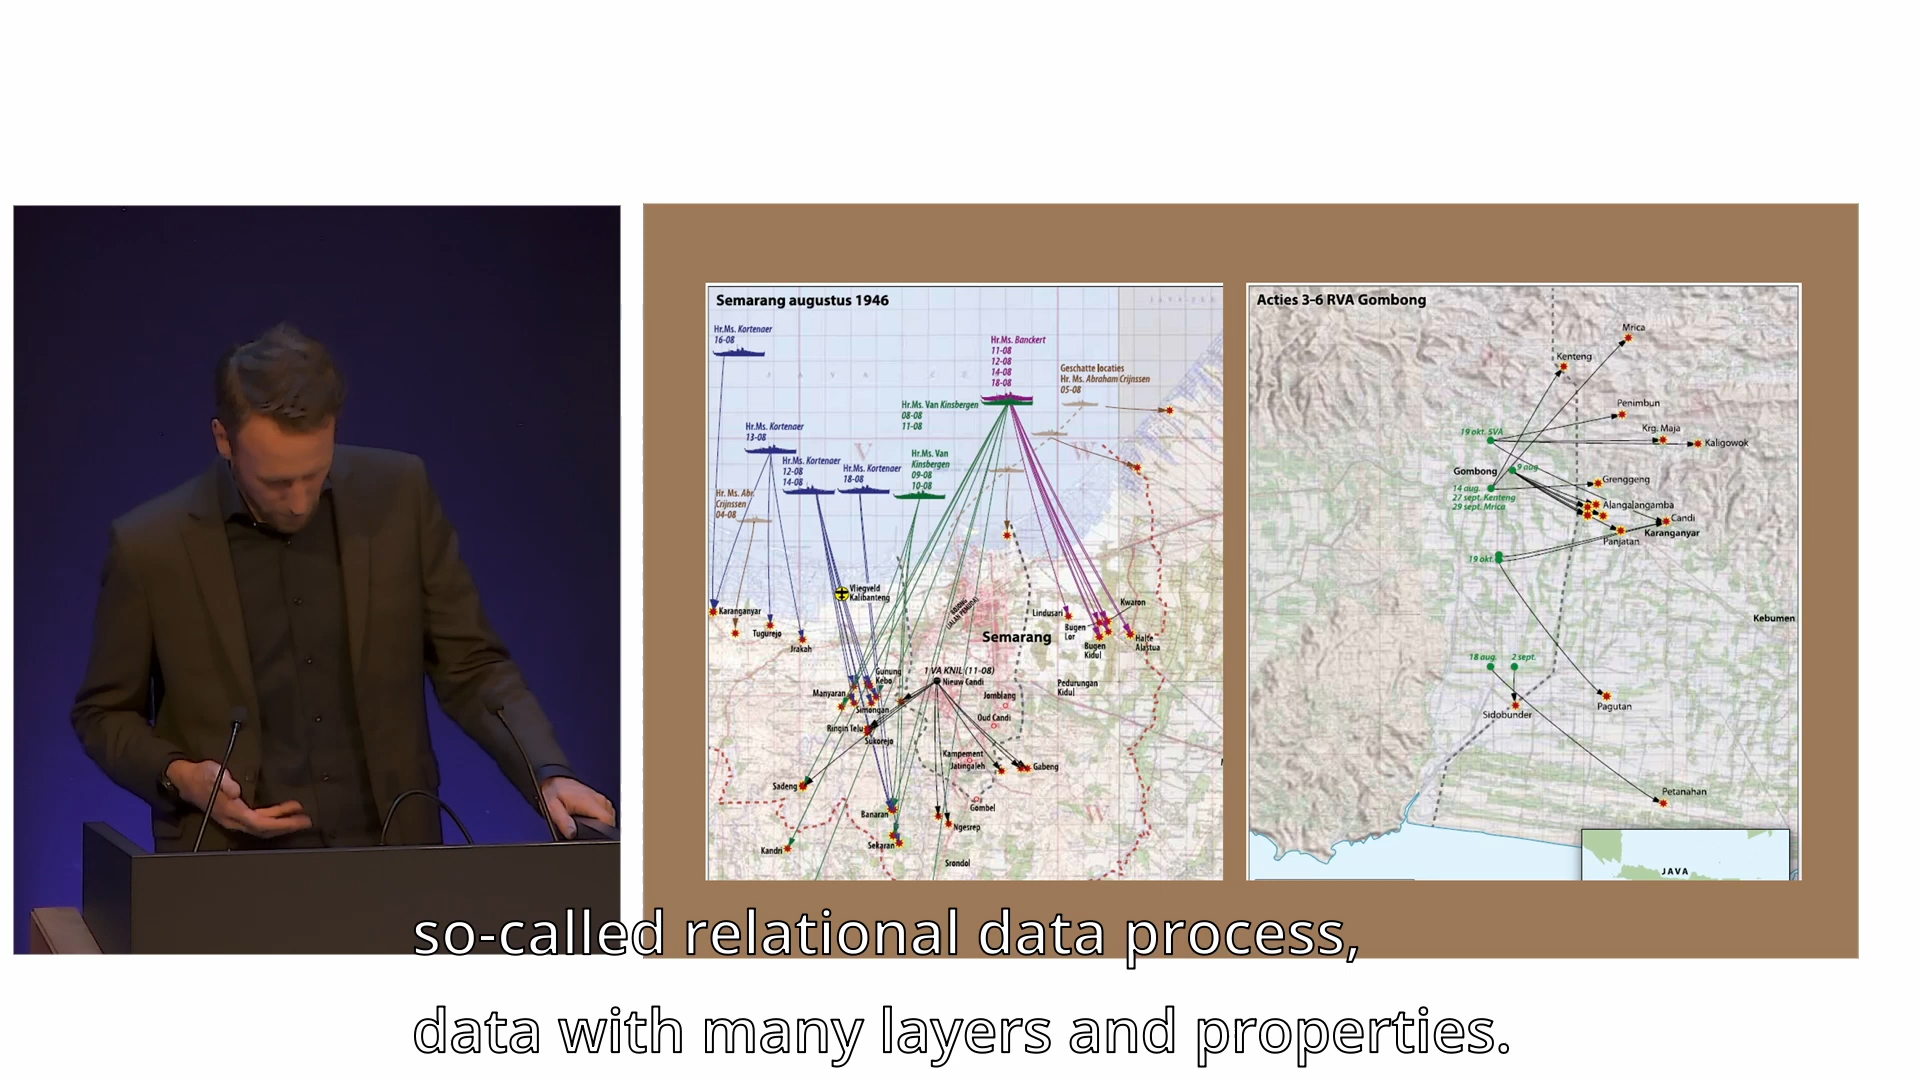 Semarang augustus 1946
Hr.Ms. Kortenaer
16-08
Hr.Ms. Banckert
11-08
12-08
14-08
18-08
Geschatte locaties
Hr. Ms. Abraham Crijnssen
05-08
Hr.Ms. Van Kinsbergen
08-08
11-08
Hr.Ms. Kortenaer
13-08
Hr.Ms. Kortenaer
12-08
14-08
Hr.Ms. Kortenaer
18-08
Hr.Ms. Van
Kinsbergen
09-08
10-08
Hr. Ms. Abr.
Crijnssen
04-08
Vliegveld
Kalibanteng
Karanganyar
Tugurejo
Jrakah
BODJONG
(JALAN PEMUDA)
Semarang
Lindusari
Kwaron
Bugen
Lor
Bugen
Kidul
Halte
Alastua
1 VA KNIL (11-08)
Nieuw Candi
Gunung
Kebo
Manyaran
Simongan
Ringin Telu
Sukorejo
Jomblang
Pedurungan
Kidul
Oud Candi
Kampement
Jatingaleh
Gabeng
Sadeng
Gombel
Banaran
Ngesrep
Kandri
Sekaran
Srondol
Acties 3-6 RVA Gombong
Mrica
Kenteng
Penimbun
Krg. Maja
Kaligowok
19 okt. SVA
Gombong
9 aug.
Grenggeng
14 aug.
27 sept. Kenteng
29 sept. Mrica
Alangalangamba
Candi
Karanganyar
Panjatan
19 okt.
Kebumen
18 aug.
2 sept.
Sidobunder
Pagutan
Petanahan
JAVA
so-called relational data process,
data with many layers and properties.